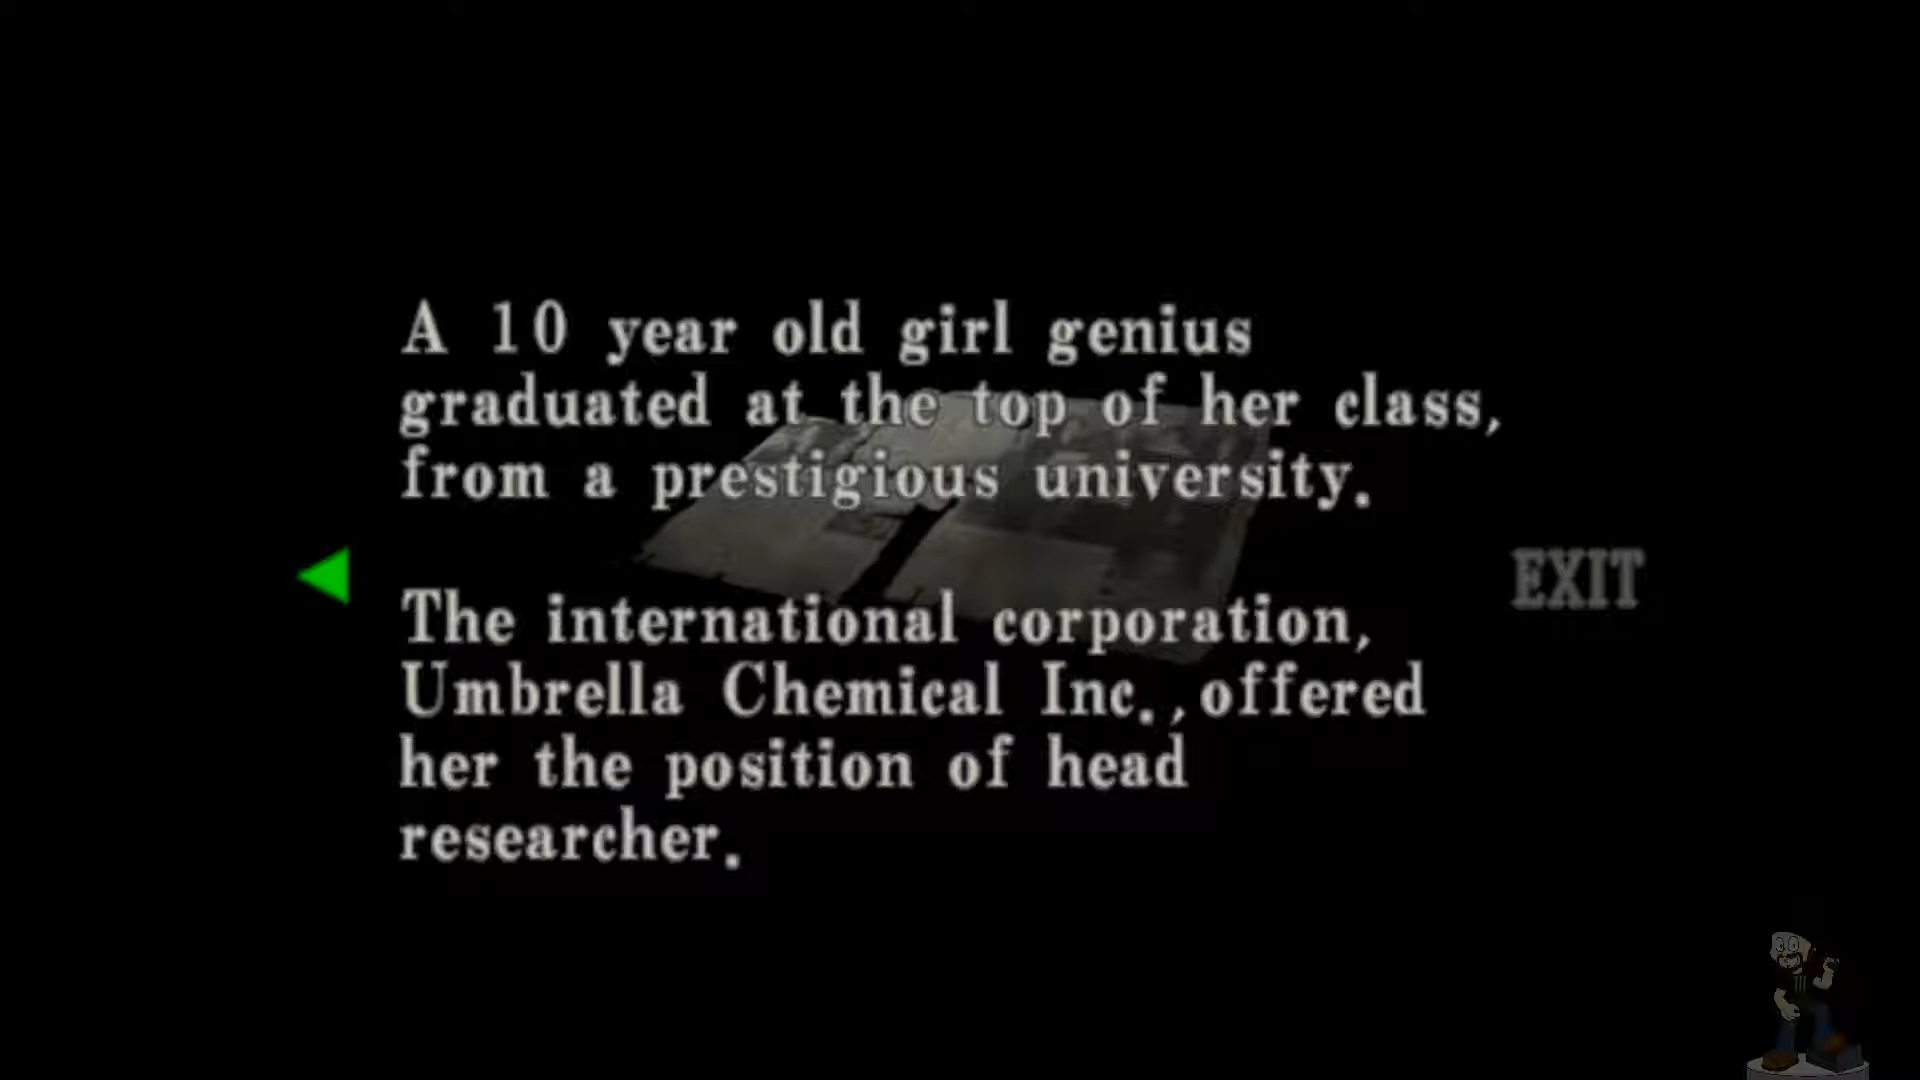 A 10 year old girl genius
graduated at the top of her class,
from a prestigious university.
The international corporation,
Umbrella Chemical Inc.,offered
her the position of head
researcher.
EXIT